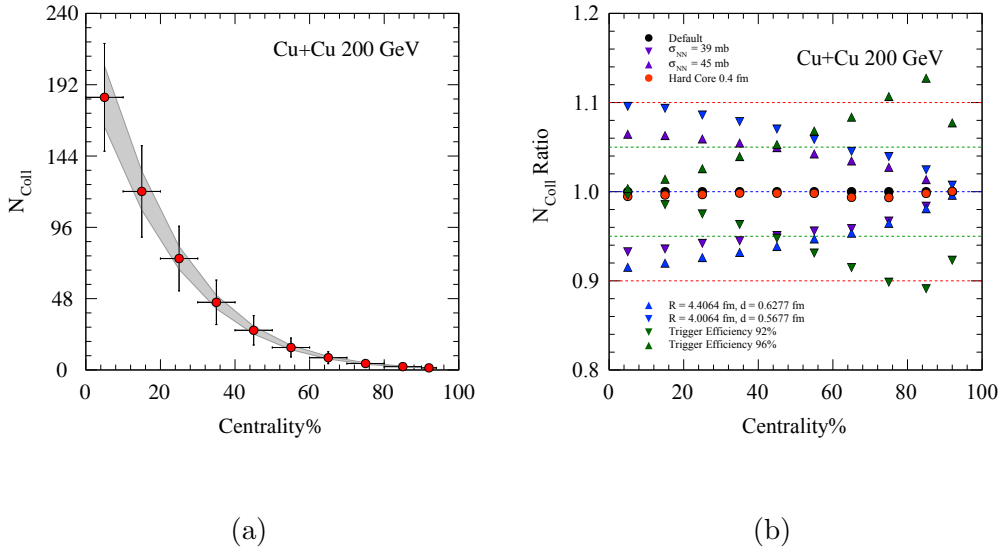 240
192
144
96
48
0
N_Coll
Cu+Cu 200 GeV
0 20 40 60 80 100
Centrality%
(a)
1.2
1.1
1.0
0.9
0.8
N_Coll Ratio
Default
σ_NN = 39 mb
σ_NN = 45 mb
Hard Core 0.4 fm
Cu+Cu 200 GeV
R = 4.4064 fm, d = 0.6277 fm
R = 4.0064 fm, d = 0.5677 fm
Trigger Efficiency 92%
Trigger Efficiency 96%
0 20 40 60 80 100
Centrality%
(b)